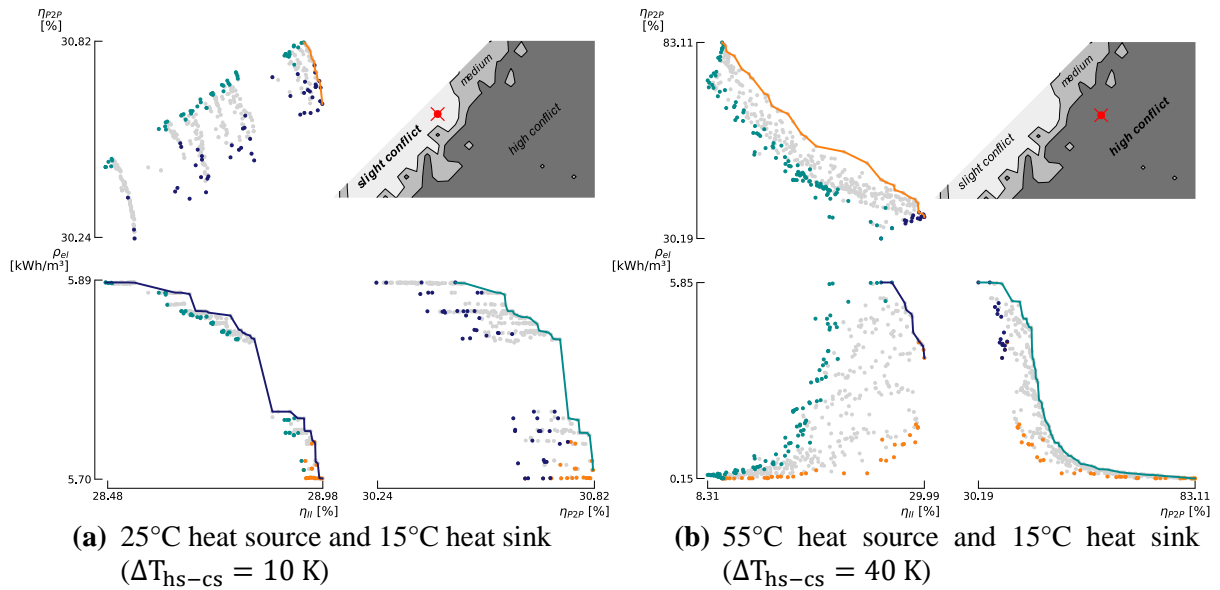 η_P2P
[%]
30.82
30.24
slight conflict
medium
high conflict
ρ_el
[kWh/m³]
5.89
5.70
28.48
28.98
η_II [%]
30.24
30.82
η_P2P [%]
(a) 25°C heat source and 15°C heat sink
(ΔT_hs−cs = 10 K)
η_P2P
[%]
83.11
30.19
slight conflict
medium
high conflict
ρ_el
[kWh/m³]
5.85
0.15
8.31
29.99
η_II [%]
30.19
83.11
η_P2P [%]
(b) 55°C heat source and 15°C heat sink
(ΔT_hs−cs = 40 K)